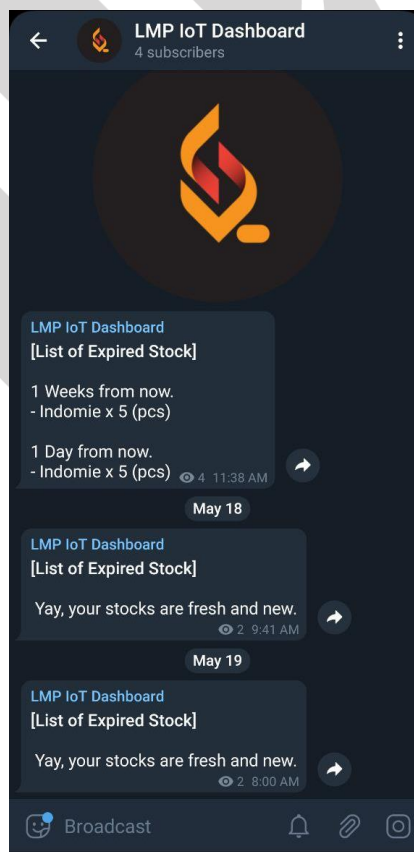 LMP IoT Dashboard
4 subscribers
LMP IoT Dashboard
[List of Expired Stock]
1 Weeks from now.
- Indomie x 5 (pcs)
1 Day from now.
- Indomie x 5 (pcs) 4 11:38 AM
May 18
LMP IoT Dashboard
[List of Expired Stock]
Yay, your stocks are fresh and new.
2 9:41 AM
May 19
LMP IoT Dashboard
[List of Expired Stock]
Yay, your stocks are fresh and new.
2 8:00 AM
Broadcast